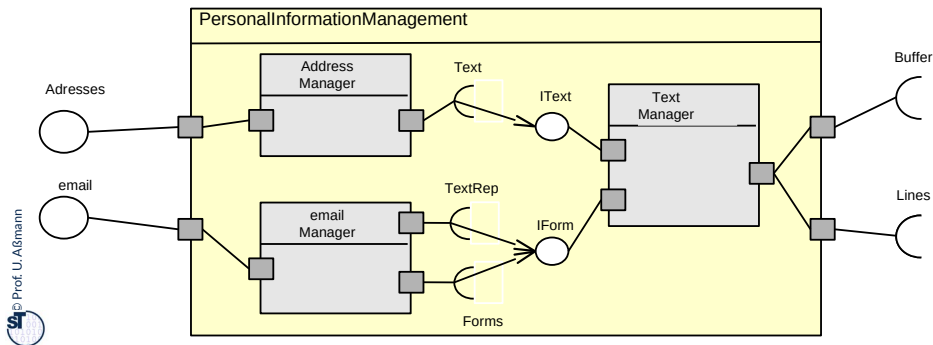 PersonalInformationManagement
Address
Manager
Text
IText
Text
Manager
Buffer
Adresses
email
email
Manager
TextRep
IForm
Forms
Lines
© Prof. U. Aßmann
ST